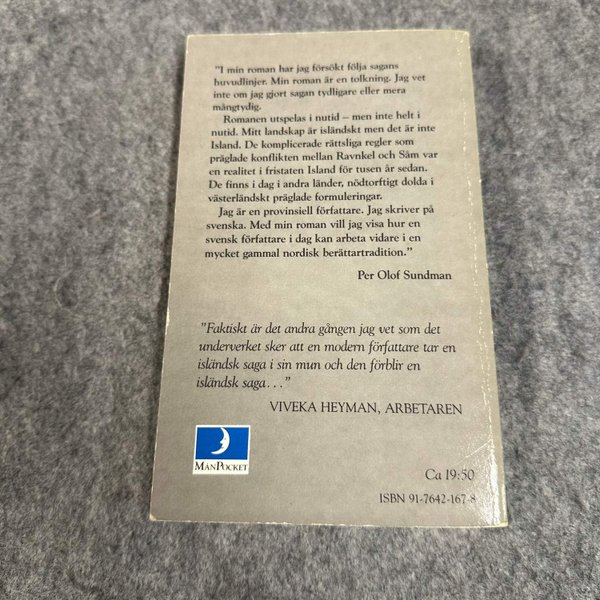 "I min roman har jag försökt följa sagans
huvudlinjer. Min roman är en tolkning. Jag vet
inte om jag gjort sagan tydligare eller mera
mångtydig.
Romanen utspelas i nutid – men inte helt i
nutid. Mitt landskap är isländskt men det är inte
Island. De komplicerade rättsliga regler som
präglade konflikten mellan Ravnkel och Såm var
en realitet i fristaten Island för tusen år sedan.
De finns i dag i andra länder, nödtorftigt dolda i
västerländskt präglade formuleringar.
Jag är en provinsiell författare. Jag skriver på
svenska. Med min roman vill jag visa hur en
svensk författare i dag kan arbeta vidare i en
mycket gammal nordisk berättartradition."
Per Olof Sundman
"Faktiskt är det andra gången jag vet som det
underverket sker att en modern författare tar en
isländsk saga i sin mun och den förblir en
isländsk saga..."
VIVEKA HEYMAN, ARBETAREN
MÅNPOCKET
Ca 19:50
ISBN 91-7642-167-8